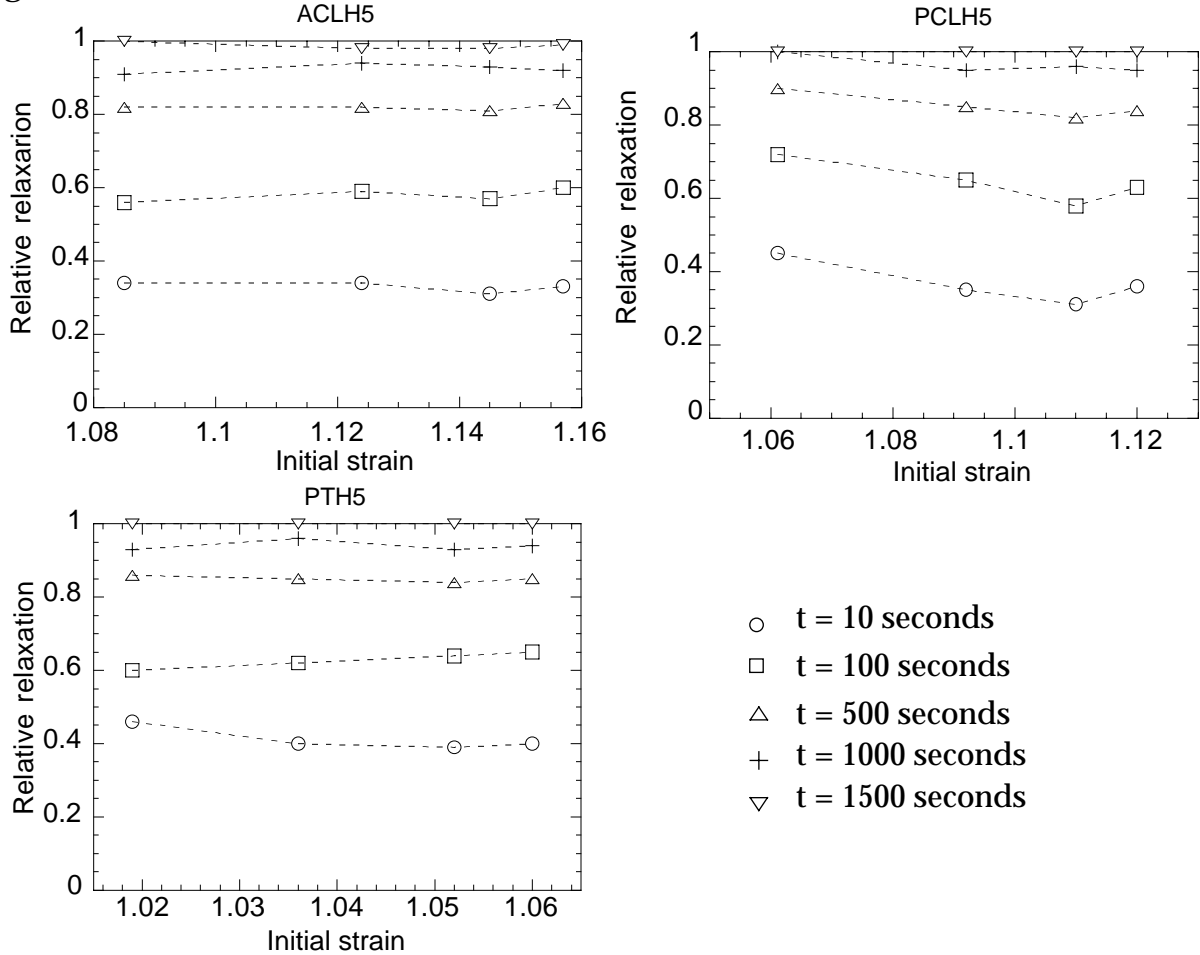 ACLH5
Relative relaxarion
1
0.8
0.6
0.4
0.2
0
1.08
1.1
1.12
1.14
1.16
Initial strain
PCLH5
Relative relaxation
1
0.8
0.6
0.4
0.2
0
1.06
1.08
1.1
1.12
Initial strain
PTH5
Relative relaxation
1
0.8
0.6
0.4
0.2
0
1.02
1.03
1.04
1.05
1.06
Initial strain
t = 10 seconds
t = 100 seconds
t = 500 seconds
t = 1000 seconds
t = 1500 seconds